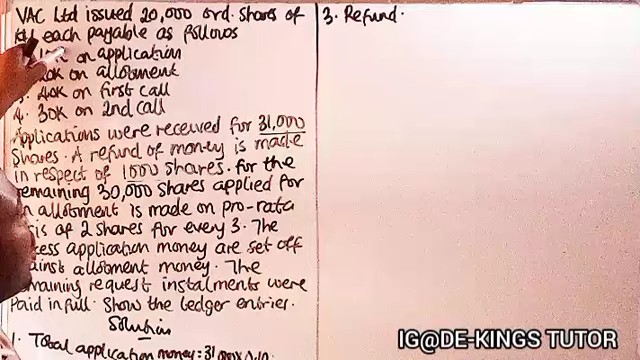 VAC Ltd issued 20,000 ord. shares of
each payable as follows
on application
on allotment
3. 40K on first call
4. 30K on 2nd call
Applications were received for 31,000
Shares. A refund of money is made
in respect of 1000 shares. for the
remaining 30,000 shares applied for
an allotment is made on pro-rata
of 2 shares for every 3. The
application money are set off
allotment money. The
request instalments were
Paid in full. Show the ledger entries.
Solution
1. Total application money = 31,000 x 0.10
3. Refund.
IG@DE-KINGS TUTOR